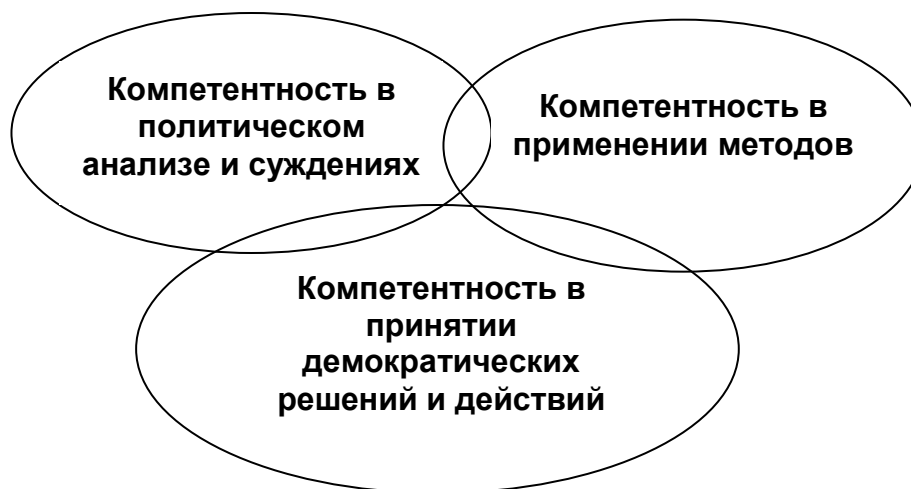 Компетентность в
политическом
анализе и суждениях
Компетентность в
применении методов
Компетентность в
принятии
демократических
решений и действий